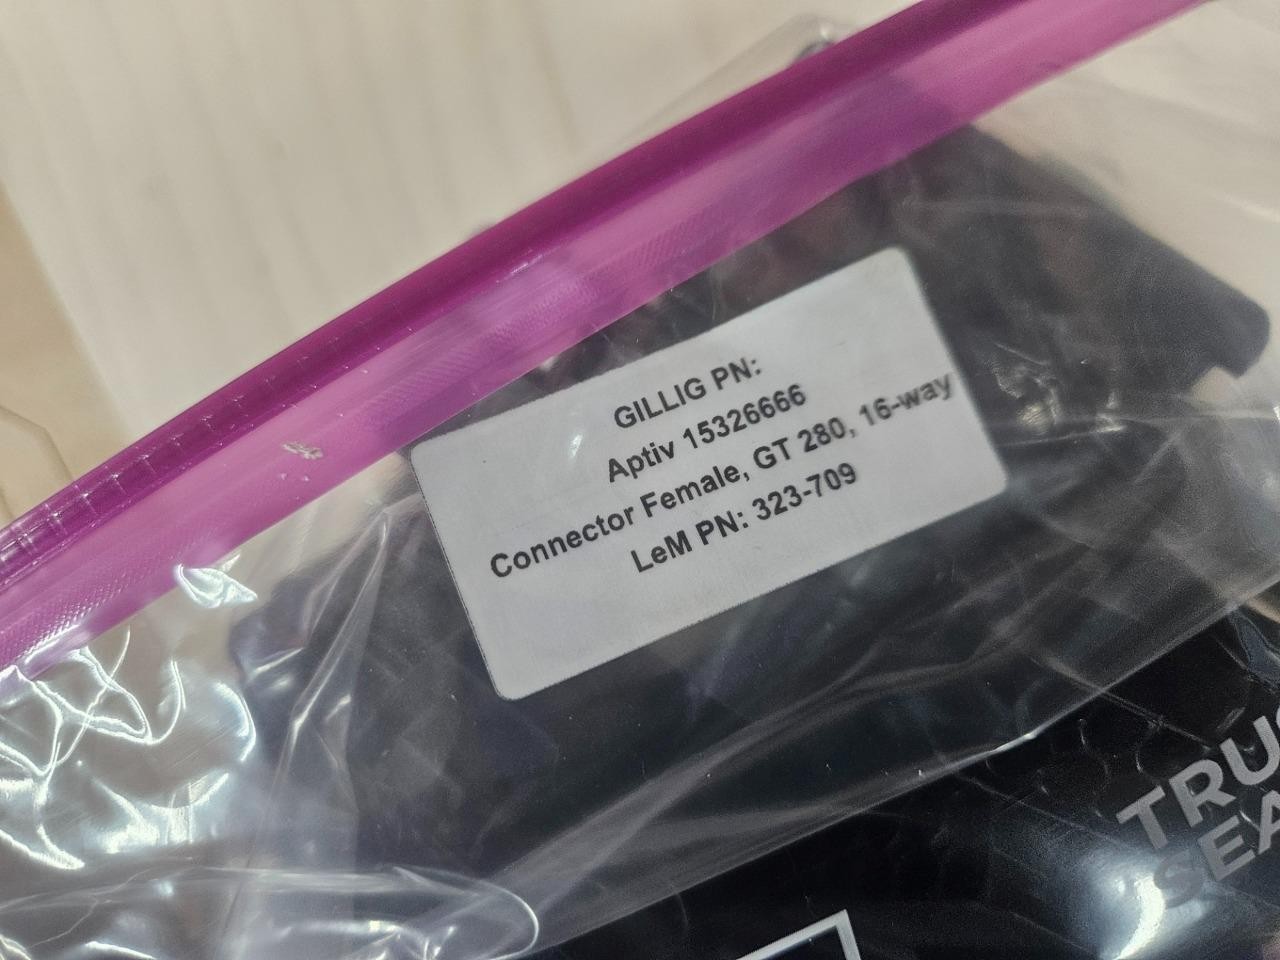 GILLIG PN:
Aptiv 15326666
Connector Female, GT 280, 16-way
LeM PN: 323-709